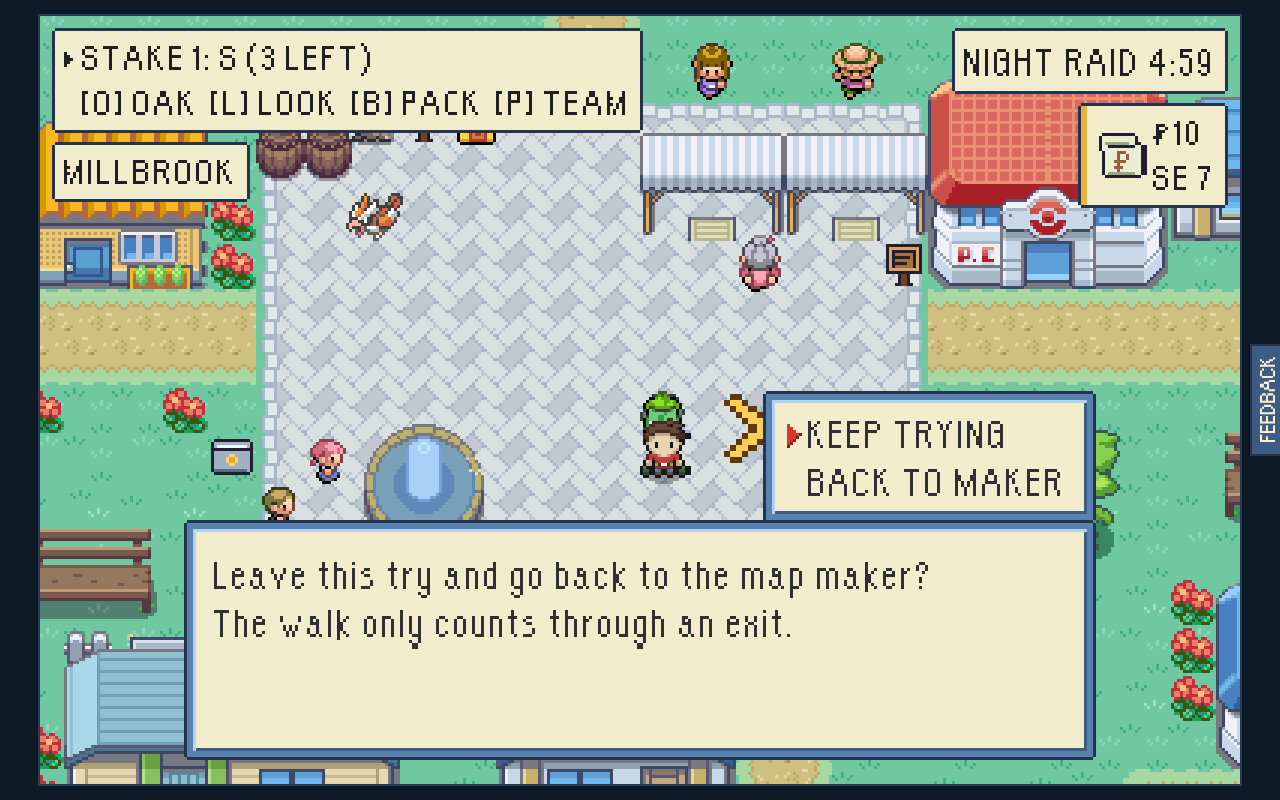 STAKE 1: S (3 LEFT)
[O] OAK [L] LOOK [B] PACK [P] TEAM
NIGHT RAID 4:59
₽10
SE 7
MILLBROOK
P.C
KEEP TRYING
BACK TO MAKER
FEEDBACK
Leave this try and go back to the map maker?
The walk only counts through an exit.